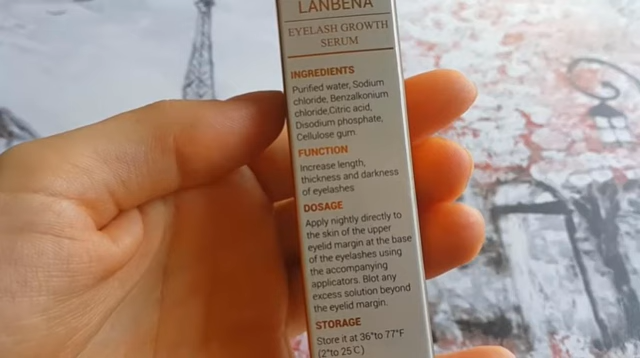 LANBENA
EYELASH GROWTH
SERUM
INGREDIENTS
Purified water, Sodium
chloride, Benzalkonium
chloride,Citric acid,
Disodium phosphate,
Cellulose gum
FUNCTION
Increase length,
thickness and darkness
of eyelashes
DOSAGE
Apply nightly directly to
the skin of the upper
eyelid margin at the base
of the eyelashes using
the accompanying
applicators. Blot any
excess solution beyond
the eyelid margin.
STORAGE
Store it at 36°to 77°F
(2°to 25℃)